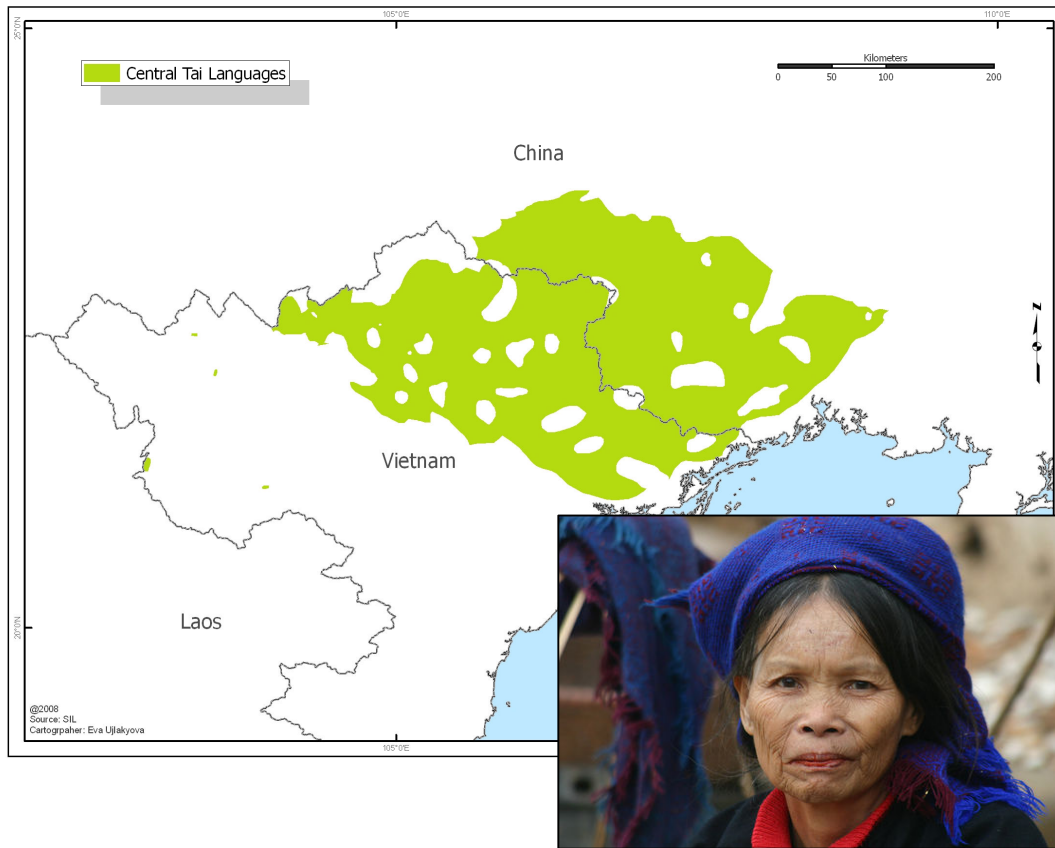 105°0'E
110°0'E
25°0'N
Central Tai Languages
Kilometers
0 50 100 200
China
N
Vietnam
Laos
20°0'N
@2008
Source: SIL
Cartogrpaher: Eva Ujlakyova
105°0'E